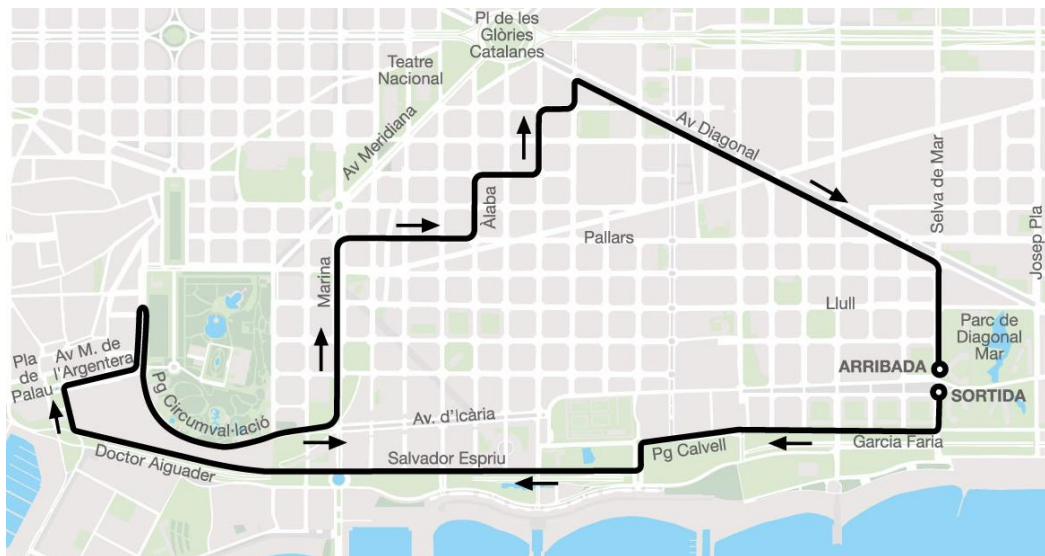 Pl de les
Glòries
Catalanes
Teatre
Nacional
Av Meridiana
Av Diagonal
Selva de Mar
Àlaba
Pallars
Josep Pla
Marina
Llull
Parc de
Diagonal
Mar
Pla
de
Palau
Av M. de
l'Argentera
ARRIBADA
SORTIDA
Pg Circumval·lació
Av. d'Icària
Garcia Faria
Pg Calvell
Salvador Espriu
Doctor Aiguader